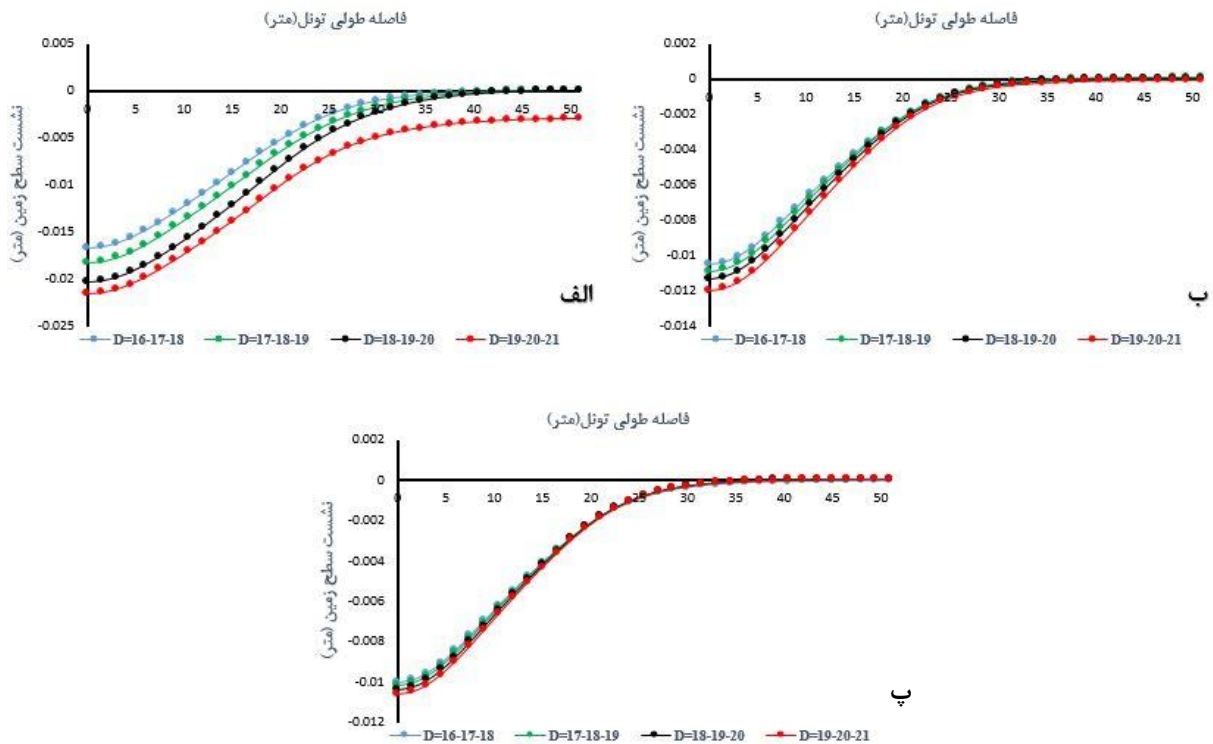 فاصله طولی تونل(متر)
0.005
0
0 5 10 15 20 25 30 35 40 45 50
-0.005
-0.01
-0.015
-0.02
-0.025
نشست سطح زمین (متر)
الف
D=16-17-18 D=17-18-19 D=18-19-20 D=19-20-21
فاصله طولی تونل(متر)
0.002
0
0 5 10 15 20 25 30 35 40 45 50
-0.002
-0.004
-0.006
-0.008
-0.01
-0.012
-0.014
نشست سطح زمین (متر)
ب
D=16-17-18 D=17-18-19 D=18-19-20 D=19-20-21
فاصله طولی تونل(متر)
0.002
0
0 5 10 15 20 25 30 35 40 45 50
-0.002
-0.004
-0.006
-0.008
-0.01
-0.012
نشست سطح زمین (متر)
پ
D=16-17-18 D=17-18-19 D=18-19-20 D=19-20-21